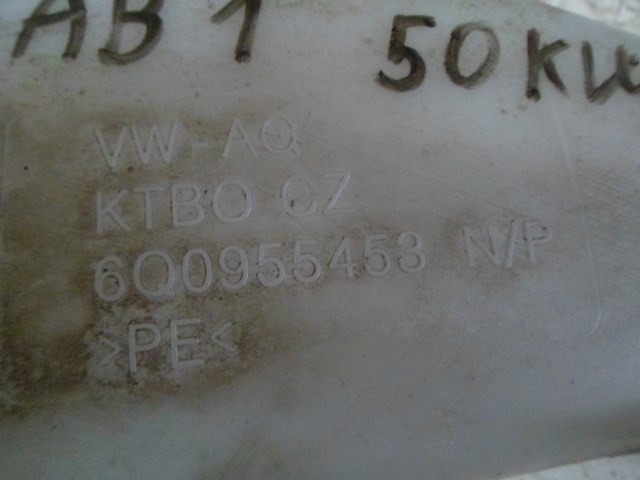 AB1 50KW
VW-AG
KTBO CZ
6Q0955453 N/P
>PE<